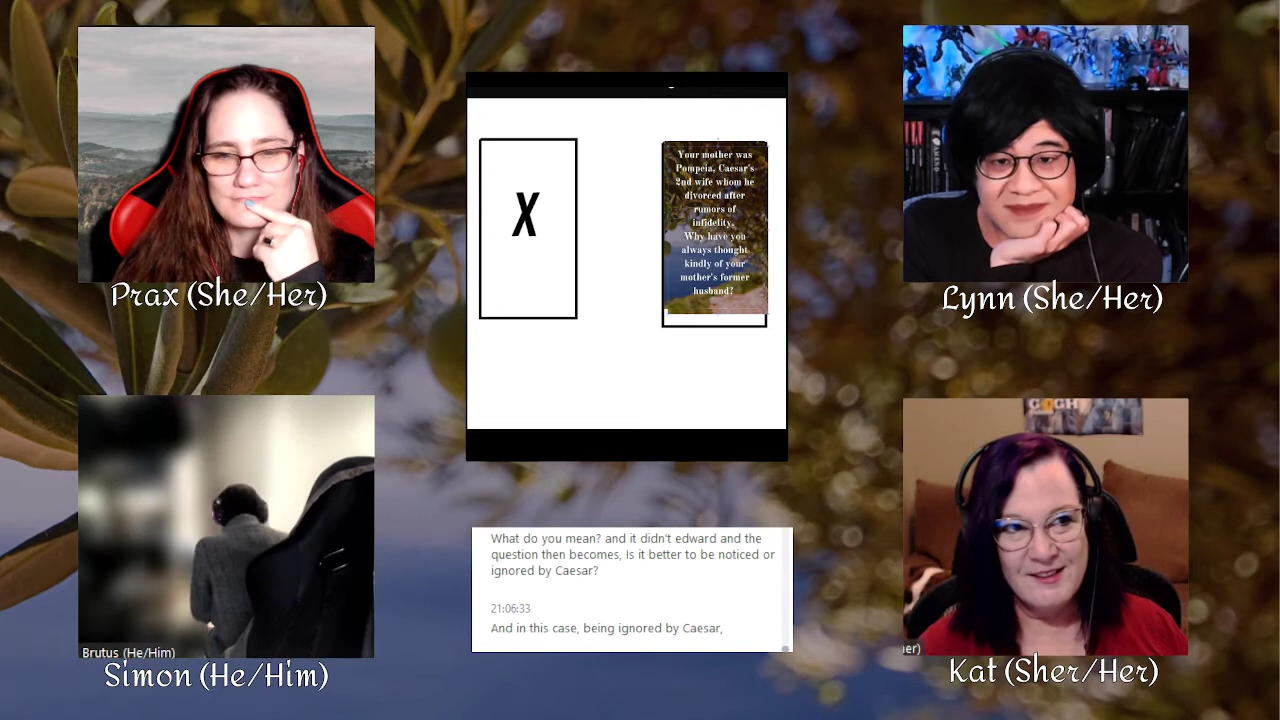 X
Your mother was
Pompeia, Caesar's
2nd wife whom he
divorced after
rumors of
infidelity.
Why have you
always thought
kindly of your
mother's former
husband?
Prax (She/Her)
Lynn (She/Her)
GOGH
Brutus (He/Him)
Simon (He/Him)
What do you mean? and it didn't edward and the
question then becomes, Is it better to be noticed or
ignored by Caesar?
21:06:33
And in this case, being ignored by Caesar,
her)
Kat (Sher/Her)